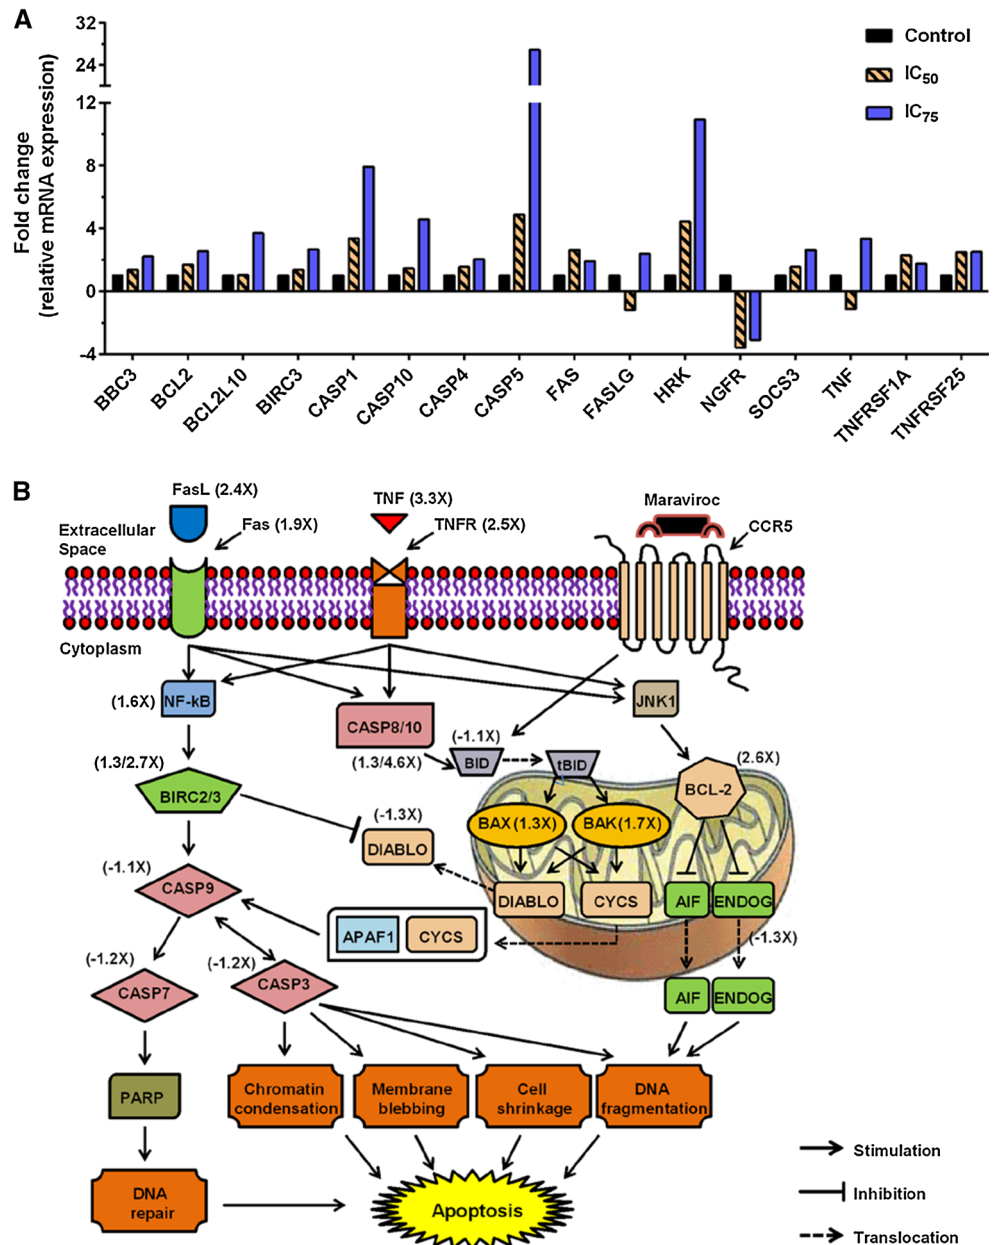 A
32
24
12
8
4
0
-4
Fold change
(relative mRNA expression)
Control
IC50
IC75
BBC3
BCL2
BCL2L10
BIRC3
CASP1
CASP10
CASP4
CASP5
FAS
FASLG
HRK
NGFR
SOCS3
TNF
TNFRSF1A
TNFRSF25
B
FasL (2.4X)
Fas (1.9X)
TNF (3.3X)
TNFR (2.5X)
Maraviroc
CCR5
Extracellular
Space
Cytoplasm
(1.6X)
NF-kB
CASP8/10
(1.3/4.6X)
JNK1
(-1.1X)
BID
tBID
(2.6X)
BCL-2
(1.3/2.7X)
BIRC2/3
(-1.3X)
DIABLO
BAX(1.3X)
BAK(1.7X)
(-1.1X)
CASP9
DIABLO
CYCS
AIF
ENDOG
APAF1
CYCS
(-1.3X)
(-1.2X)
CASP7
(-1.2X)
CASP3
AIF
ENDOG
PARP
Chromatin
condensation
Membrane
blebbing
Cell
shrinkage
DNA
fragmentation
DNA
repair
Apoptosis
Stimulation
Inhibition
Translocation